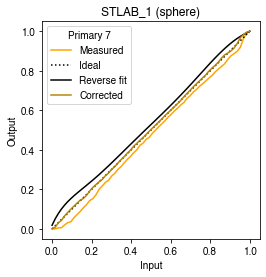 STLAB_1 (sphere)
Primary 7
Measured
Ideal
Reverse fit
Corrected
Output
1.0
0.8
0.6
0.4
0.2
0.0
0.0 0.2 0.4 0.6 0.8 1.0
Input